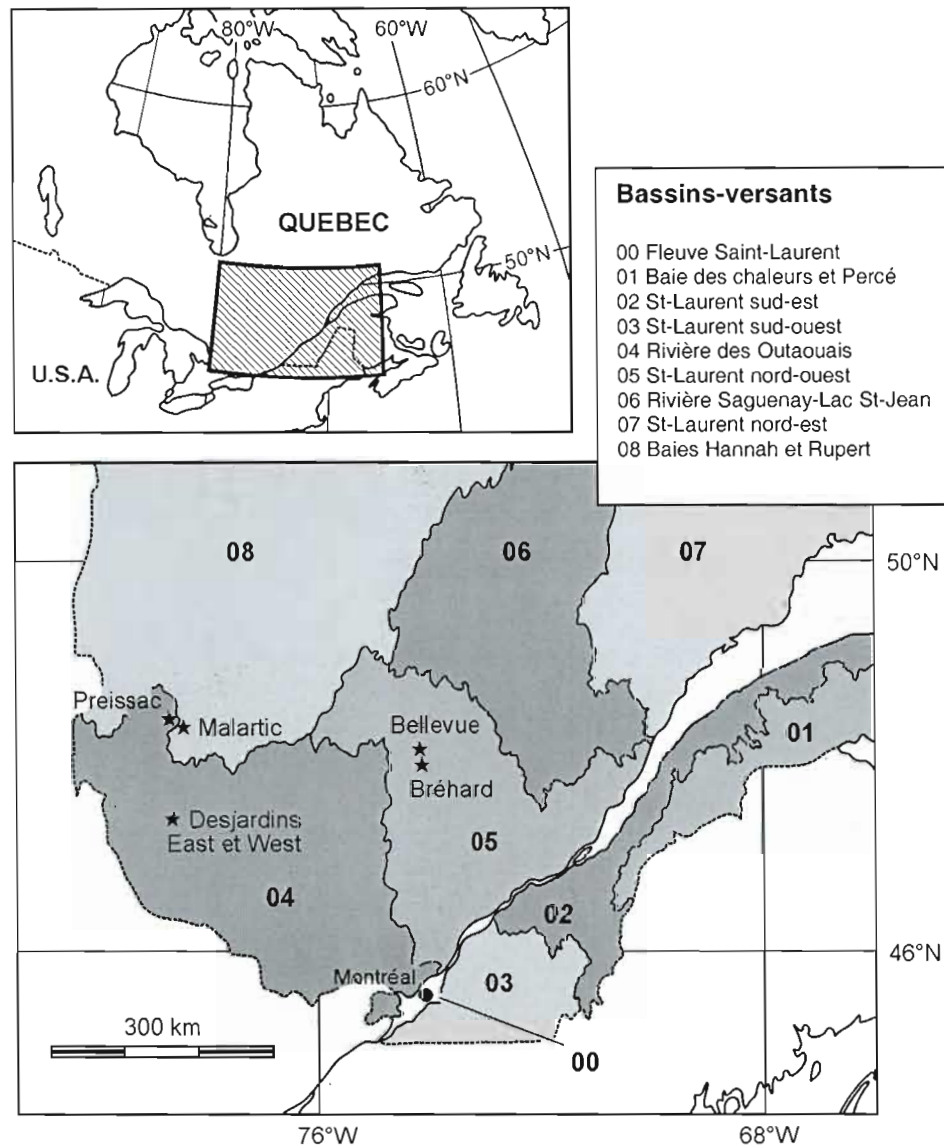 80°W
60°W
60°N
QUEBEC
50°N
U.S.A.
Bassins-versants
00 Fleuve Saint-Laurent
01 Baie des chaleurs et Percé
02 St-Laurent sud-est
03 St-Laurent sud-ouest
04 Rivière des Outaouais
05 St-Laurent nord-ouest
06 Rivière Saguenay-Lac St-Jean
07 St-Laurent nord-est
08 Baies Hannah et Rupert
08
06
07
50°N
Preissac
Malartic
Bellevue
Bréhard
01
Desjardins
East et West
05
04
02
46°N
Montréal
03
300 km
00
76°W
68°W